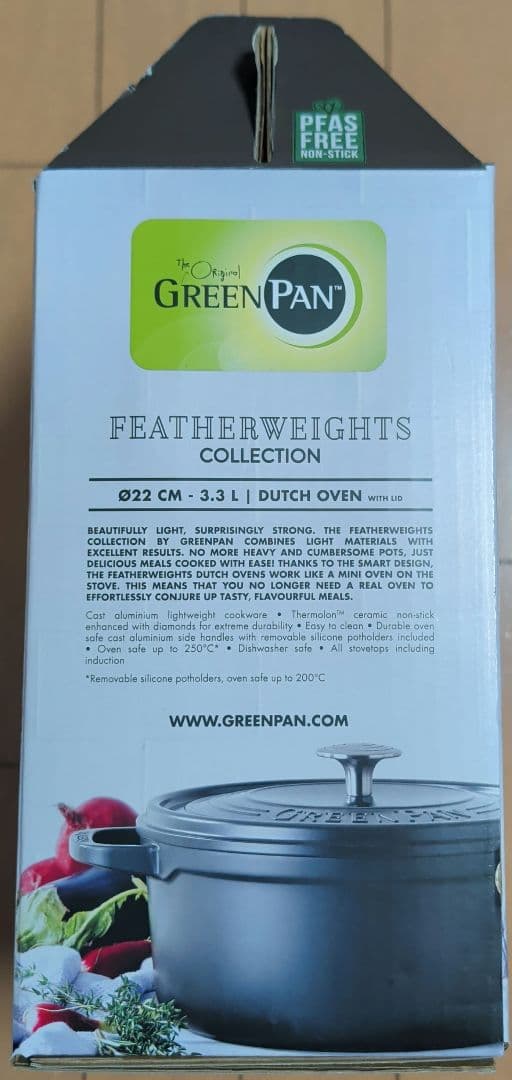 PFAS
FREE
NON-STICK
The Original
GREENPAN™
FEATHERWEIGHTS
COLLECTION
Ø22 CM - 3.3 L | DUTCH OVEN WITH LID
BEAUTIFULLY LIGHT, SURPRISINGLY STRONG. THE FEATHERWEIGHTS
COLLECTION BY GREENPAN COMBINES LIGHT MATERIALS WITH
EXCELLENT RESULTS. NO MORE HEAVY AND CUMBERSOME POTS, JUST
DELICIOUS MEALS COOKED WITH EASE! THANKS TO THE SMART DESIGN,
THE FEATHERWEIGHTS DUTCH OVENS WORK LIKE A MINI OVEN ON THE
STOVE. THIS MEANS THAT YOU NO LONGER NEED A REAL OVEN TO
EFFORTLESSLY CONJURE UP TASTY, FLAVOURFUL MEALS.
Cast aluminium lightweight cookware • Thermolon™ ceramic non-stick
enhanced with diamonds for extreme durability • Easy to clean • Durable oven
safe cast aluminium side handles with removable silicone potholders included
• Oven safe up to 250°C* • Dishwasher safe • All stovetops including
induction
*Removable silicone potholders, oven safe up to 200°C
WWW.GREENPAN.COM
GREENPAN